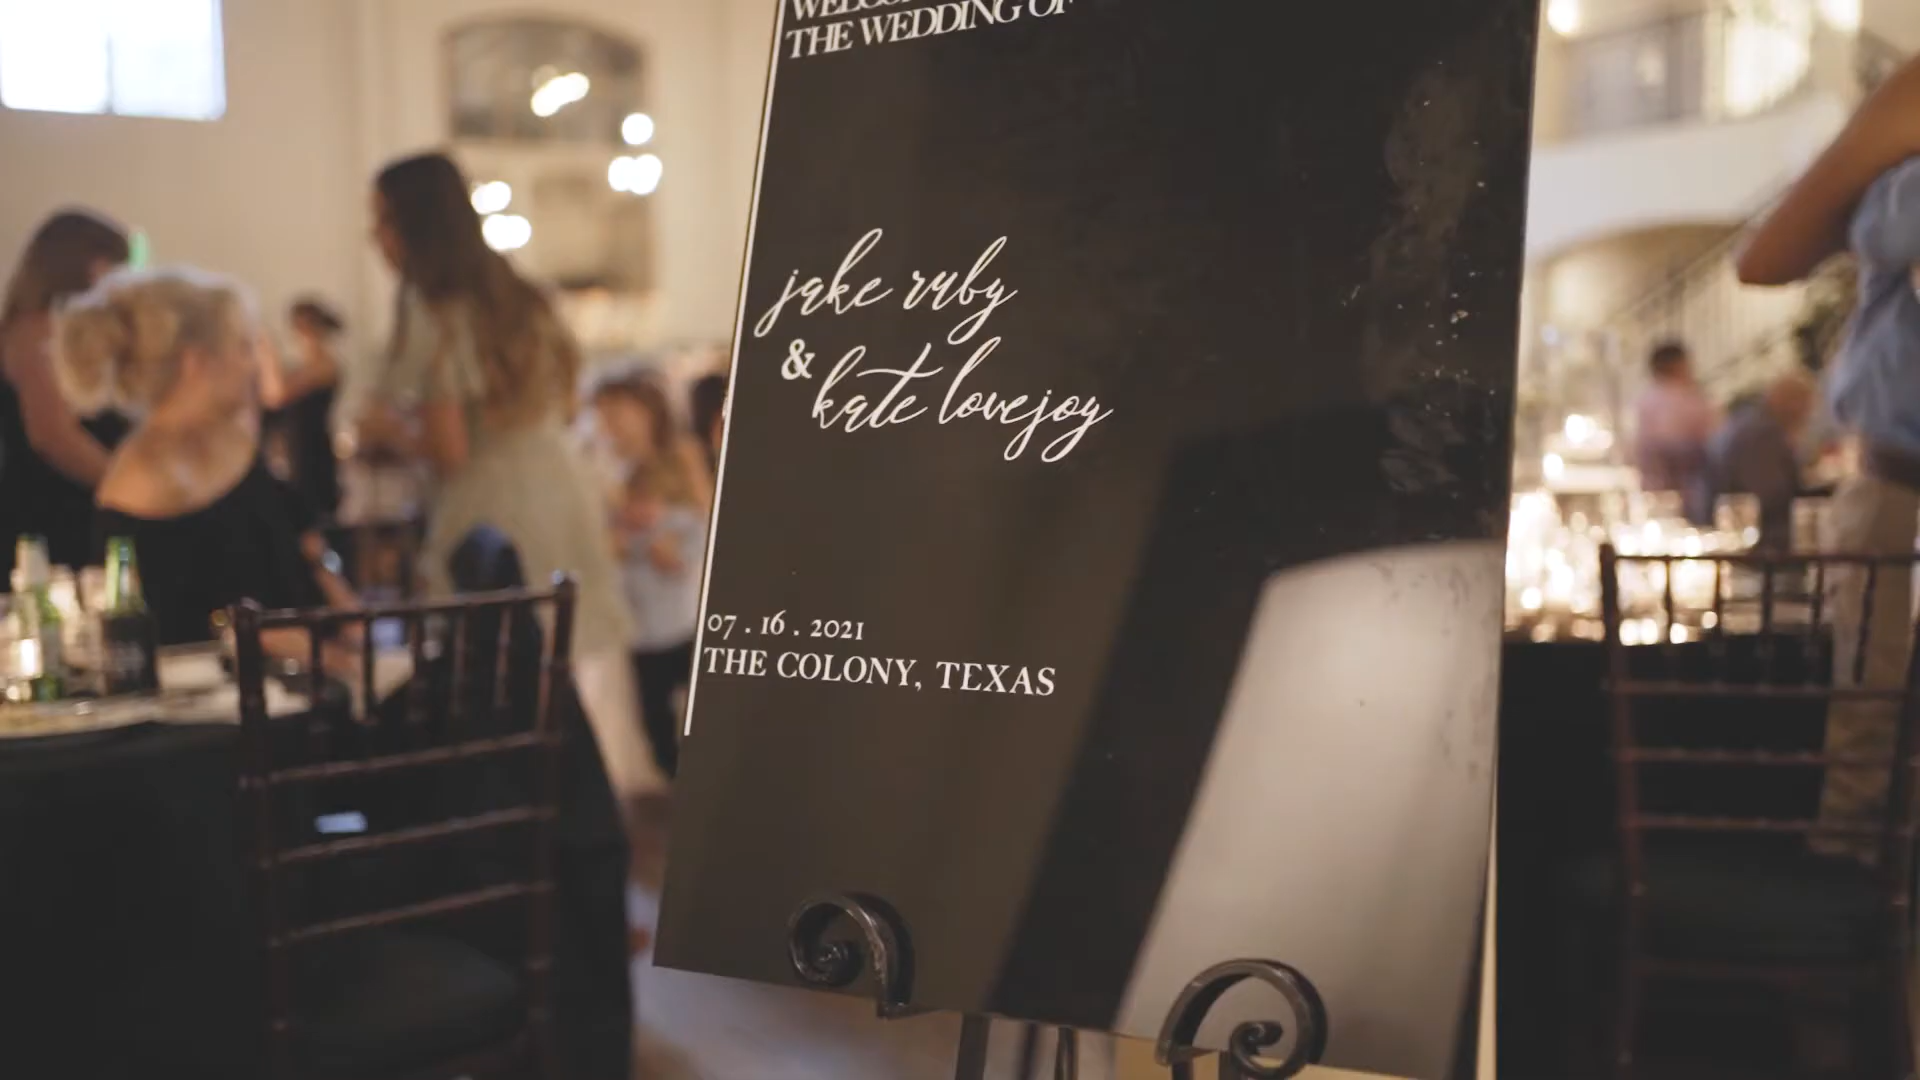 THE WEDDING OF
jake ruby
&
kate lovejoy
07 . 16 . 2021
THE COLONY, TEXAS